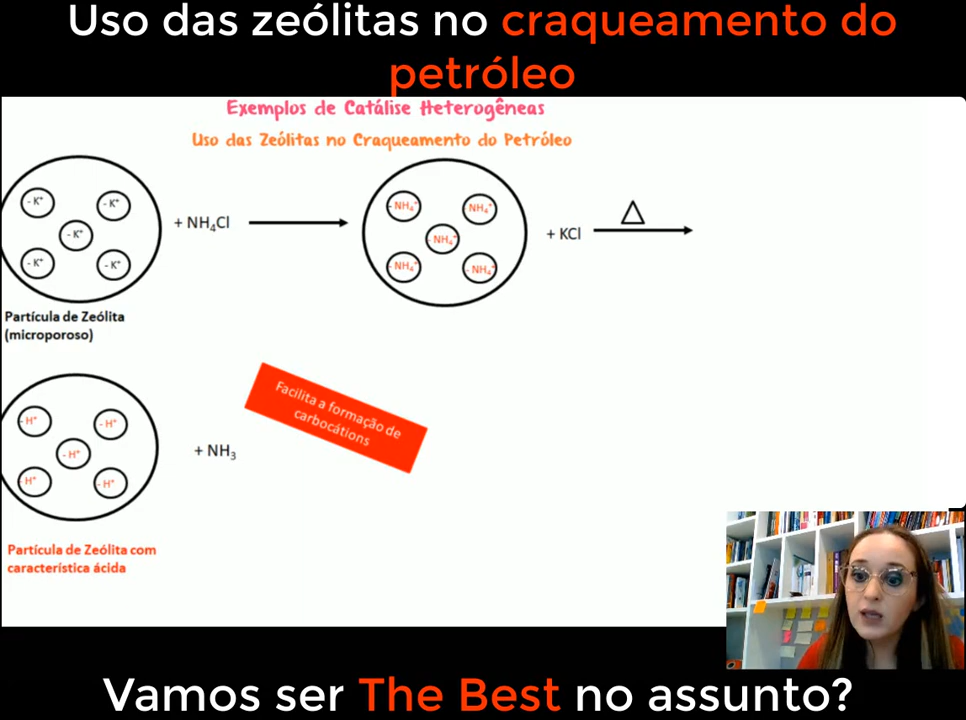 Uso das zeólitas no craqueamento do
petróleo
Exemplos de Catálise Heterogêneas
Uso das Zeólitas no Craqueamento do Petróleo
- K⁺ - K⁺
- K⁺
- K⁺ - K⁺
+ NH₄Cl
- NH₄⁺ - NH₄⁺
- NH₄⁺
- NH₄⁺ - NH₄⁺
+ KCl
Δ
Partícula de Zeólita
(microporoso)
- H⁺ - H⁺
- H⁺
- H⁺ - H⁺
+ NH₃
Facilita a formação de
carbocátions
Partícula de Zeólita com
característica ácida
Vamos ser The Best no assunto?